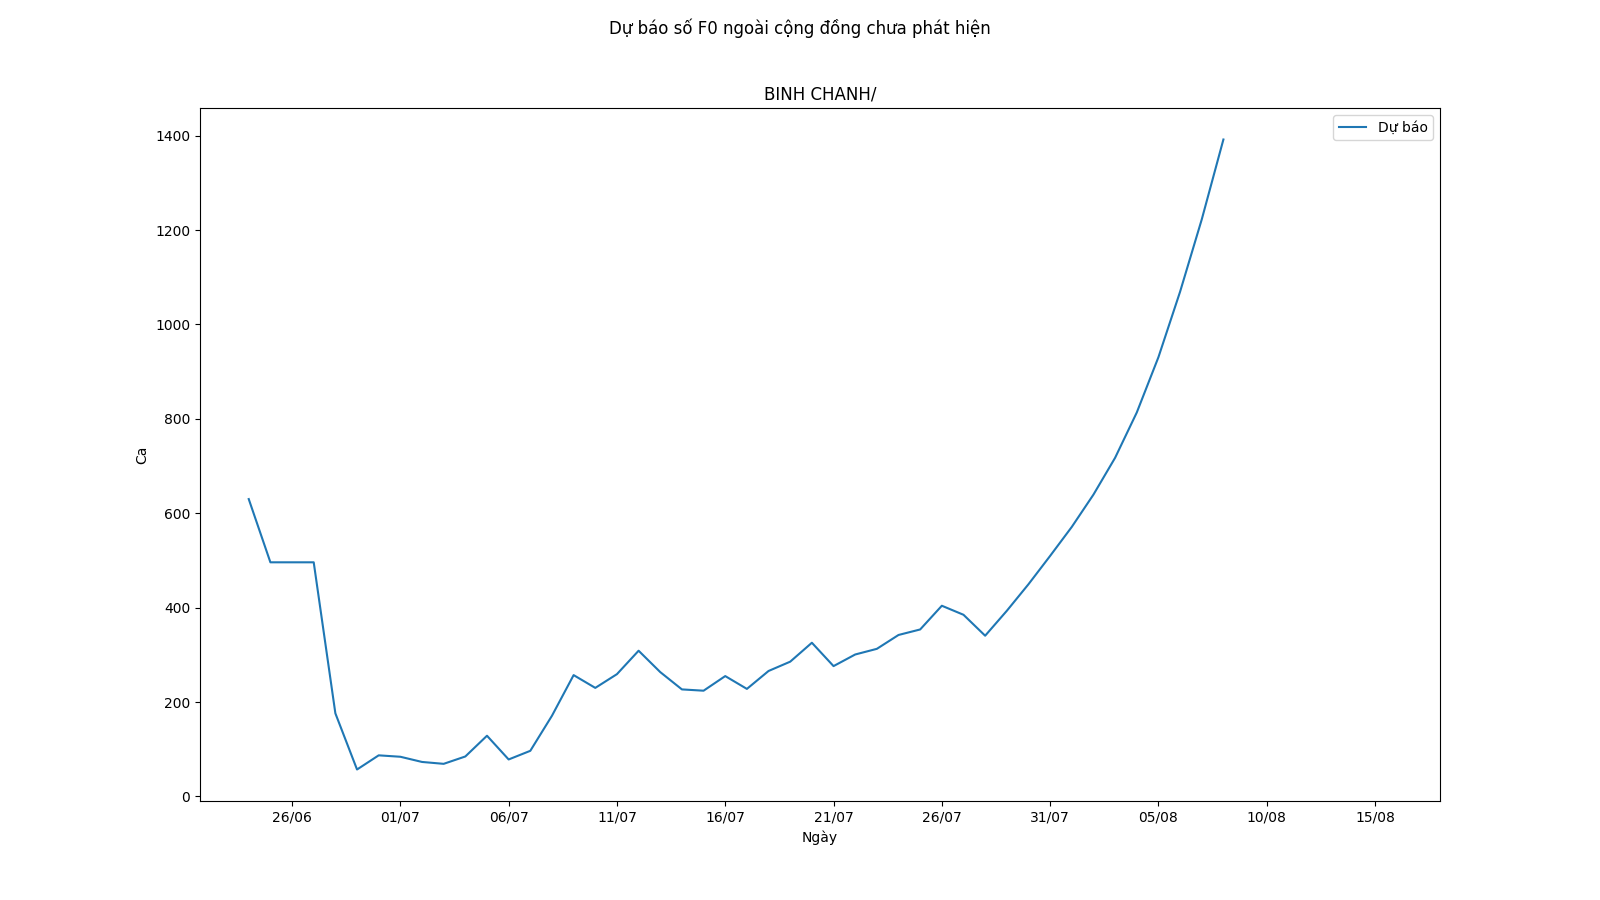 Dự báo số F0 ngoài cộng đồng chưa phát hiện
BINH CHANH/
Dự báo
1400
1200
1000
800
600
400
200
0
Ca
26/06 01/07 06/07 11/07 16/07 21/07 26/07 31/07 05/08 10/08 15/08
Ngày